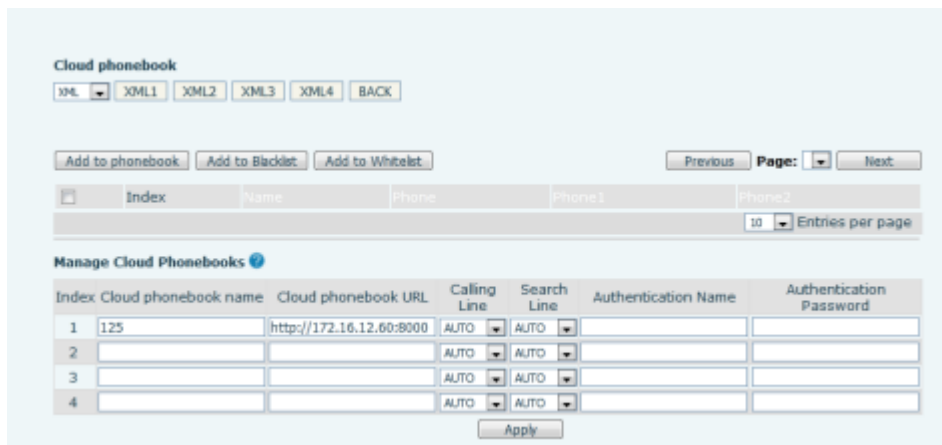 Cloud phonebook
XML XML1 XML2 XML3 XML4 BACK
Add to phonebook Add to Blacklist Add to Whitelist Previous Page: Next
Index Name Phone Phone1 Phone2
10 Entries per page
Manage Cloud Phonebooks ?
Index Cloud phonebook name Cloud phonebook URL Calling Line Search Line Authentication Name Authentication Password
1 125 http://172.16.12.60:8000 AUTO AUTO
2 AUTO AUTO
3 AUTO AUTO
4 AUTO AUTO
Apply